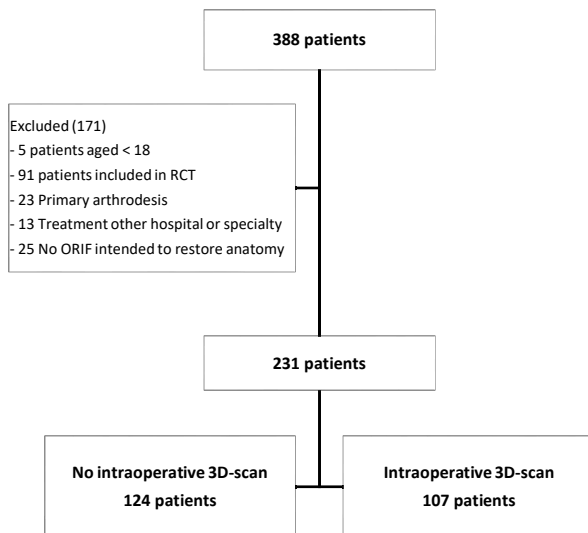 388 patients
Excluded (171)
- 5 patients aged < 18
- 91 patients included in RCT
- 23 Primary arthrodesis
- 13 Treatment other hospital or specialty
- 25 No ORIF intended to restore anatomy
231 patients
No intraoperative 3D-scan
124 patients
Intraoperative 3D-scan
107 patients